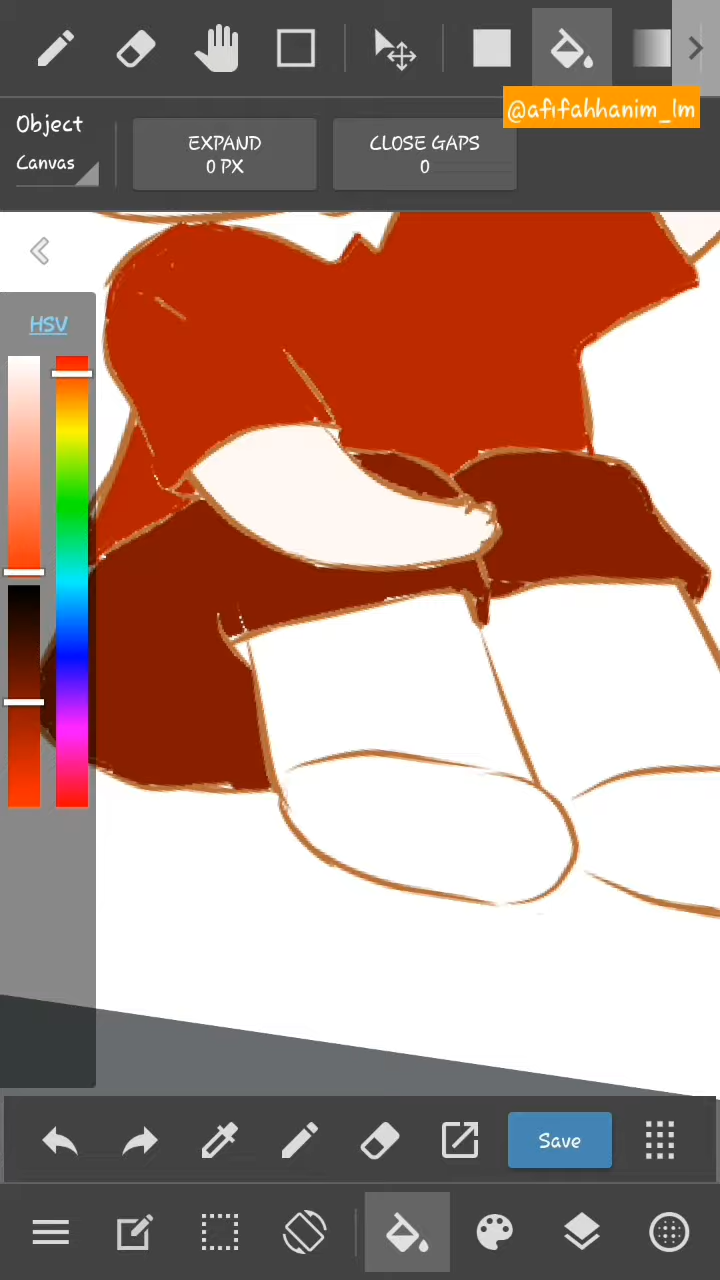 @afifahhanim_lm
Object
Canvas
EXPAND
0 PX
CLOSE GAPS
0
HSV
Save